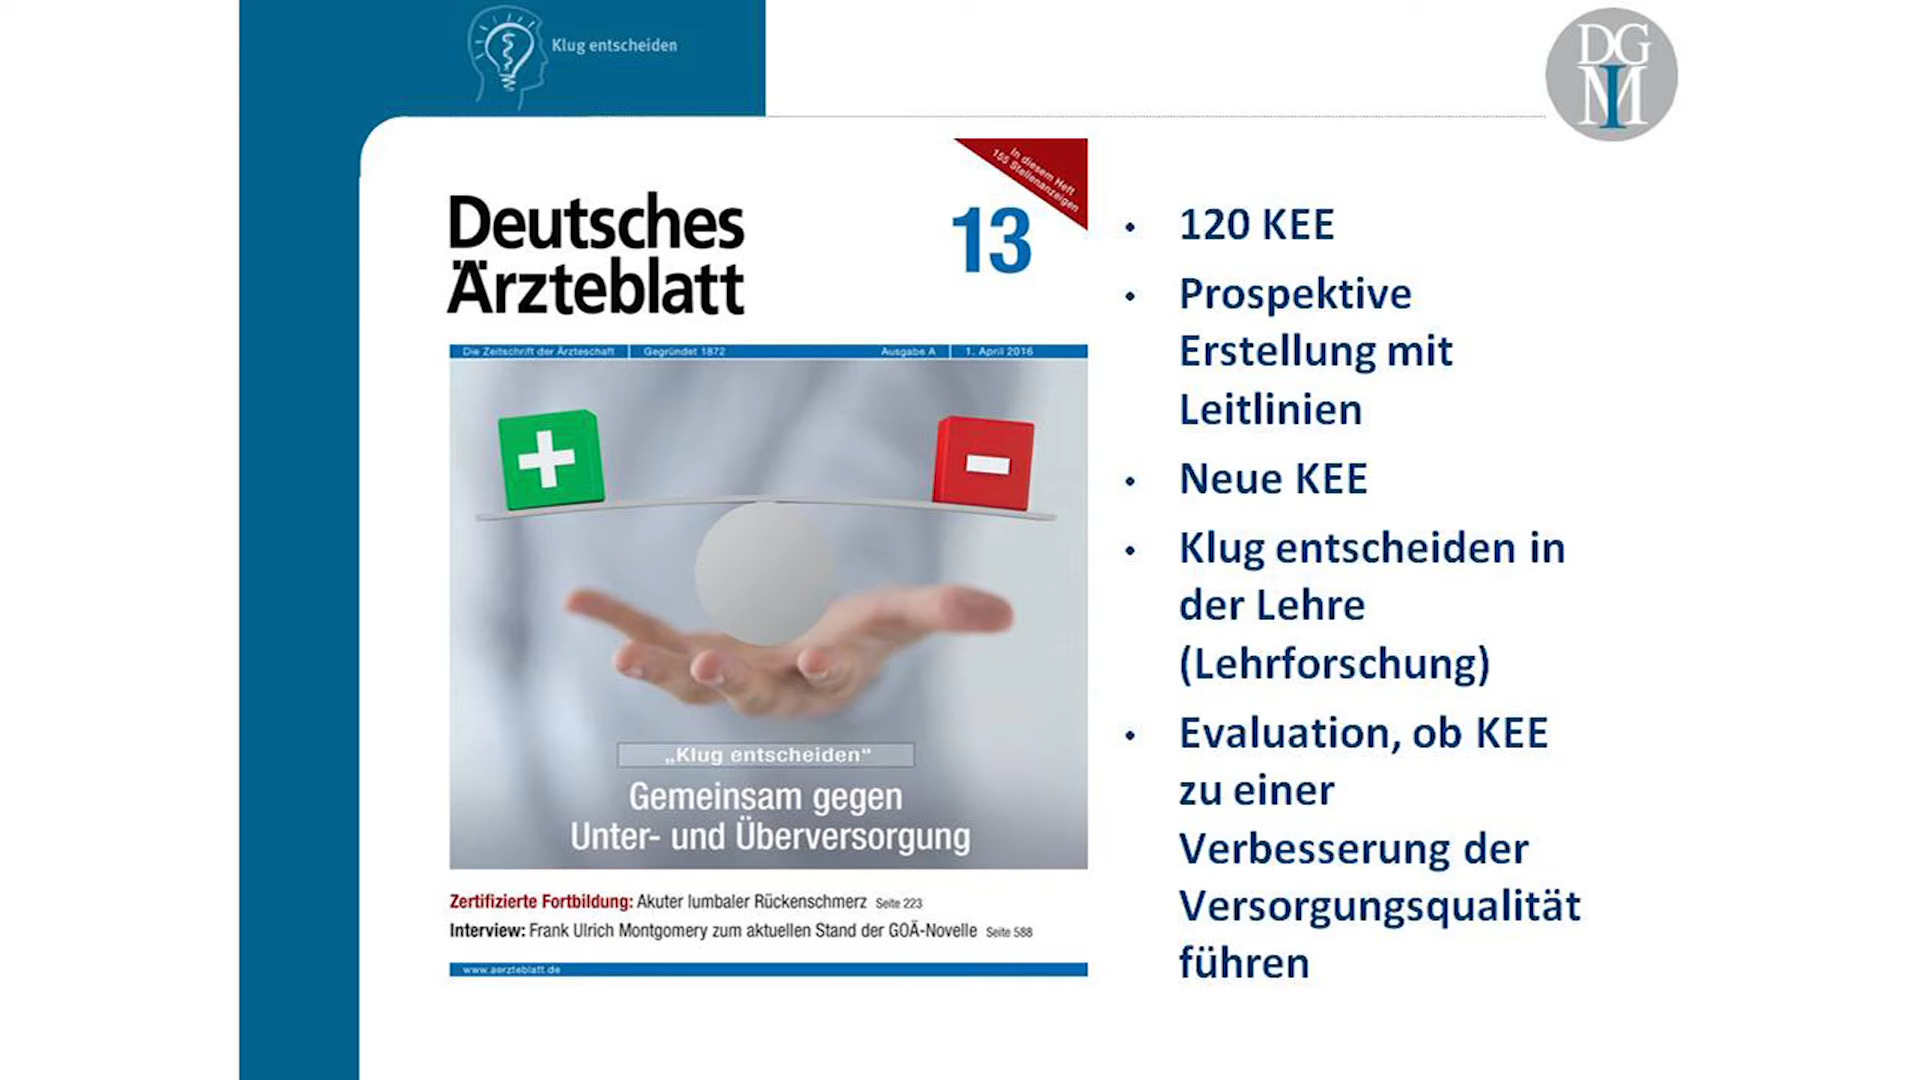 Klug entscheiden
DG
IM
In diesem Heft
155 Stellenanzeigen
Deutsches
Ärzteblatt
13
Die Zeitschrift der Ärzteschaft
Gegründet 1872
Ausgabe A
1. April 2016
„Klug entscheiden“
Gemeinsam gegen
Unter- und Überversorgung
Zertifizierte Fortbildung: Akuter lumbaler Rückenschmerz Seite 223
Interview: Frank Ulrich Montgomery zum aktuellen Stand der GOÄ-Novelle Seite 588
www.aerzteblatt.de
• 120 KEE
• Prospektive
Erstellung mit
Leitlinien
• Neue KEE
• Klug entscheiden in
der Lehre
(Lehrforschung)
• Evaluation, ob KEE
zu einer
Verbesserung der
Versorgungsqualität
führen